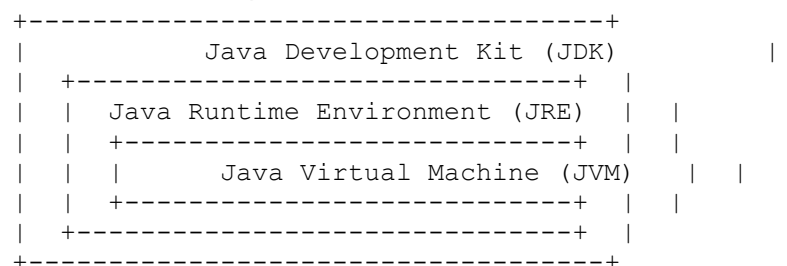 Java Development Kit (JDK)
Java Runtime Environment (JRE)
Java Virtual Machine (JVM)